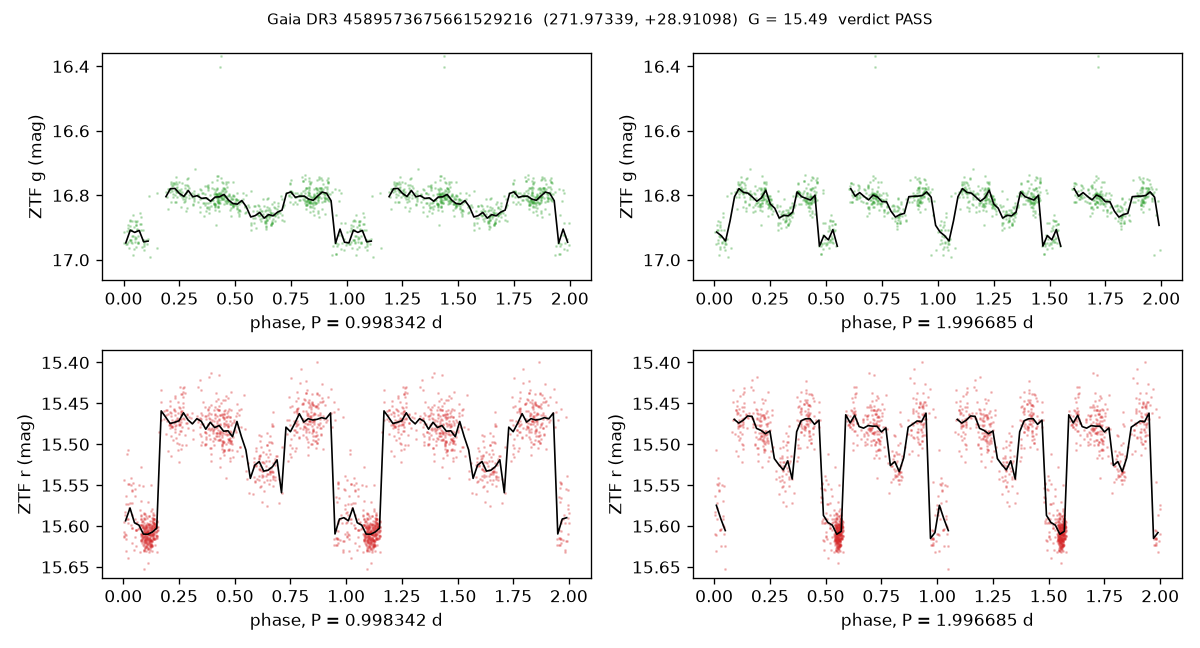 Gaia DR3 4589573675661529216 (271.97339, +28.91098) G = 15.49 verdict PASS
ZTF g (mag)
16.4
16.6
16.8
17.0
0.00 0.25 0.50 0.75 1.00 1.25 1.50 1.75 2.00
phase, P = 0.998342 d
ZTF g (mag)
16.4
16.6
16.8
17.0
0.00 0.25 0.50 0.75 1.00 1.25 1.50 1.75 2.00
phase, P = 1.996685 d
ZTF r (mag)
15.40
15.45
15.50
15.55
15.60
15.65
0.00 0.25 0.50 0.75 1.00 1.25 1.50 1.75 2.00
phase, P = 0.998342 d
ZTF r (mag)
15.40
15.45
15.50
15.55
15.60
15.65
0.00 0.25 0.50 0.75 1.00 1.25 1.50 1.75 2.00
phase, P = 1.996685 d